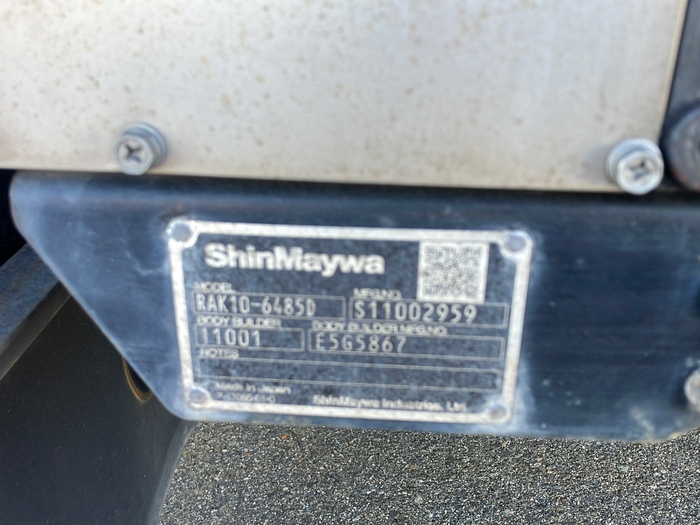 ShinMaywa
MODEL MFG.NO.
RAK10-6485D S11002959
BODY BUILDER BODY BUILDER MFG.NO.
11001 E5G5867
NOTES
Made in Japan
ShinMaywa Industries, Ltd.